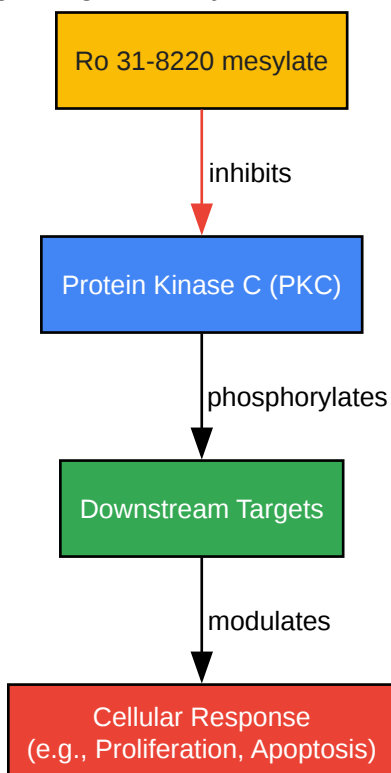 Ro 31-8220 mesylate
inhibits
Protein Kinase C (PKC)
phosphorylates
Downstream Targets
modulates
Cellular Response
(e.g., Proliferation, Apoptosis)